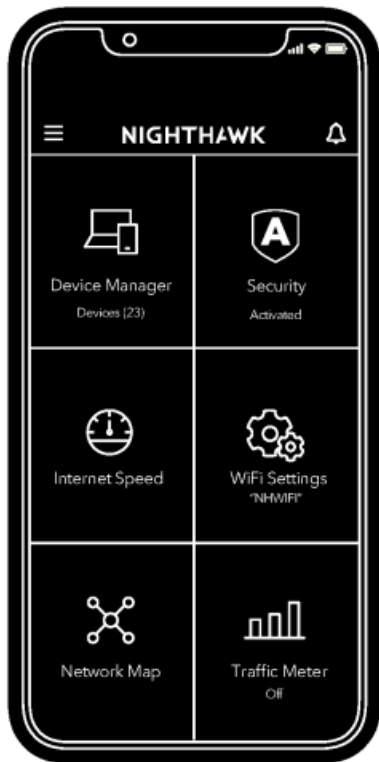 NIGHTHAWK
Device Manager
Devices (23)
Security
Activated
Internet Speed
WiFi Settings
"NHWIFI"
Network Map
Traffic Meter
Off